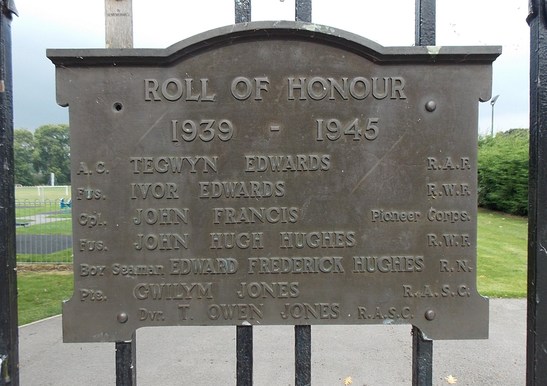 ROLL OF HONOUR
1939 - 1945
A.C. TEGWYN EDWARDS R.A.F.
Fus. IVOR EDWARDS R.W.F.
Cpl. JOHN FRANCIS Pioneer Corps.
Fus. JOHN HUGH HUGHES R.W.F.
Boy Seaman EDWARD FREDERICK HUGHES R.N.
Pte. GWILYM JONES R.A.S.C.
Dvr. T. OWEN JONES R.A.S.C.